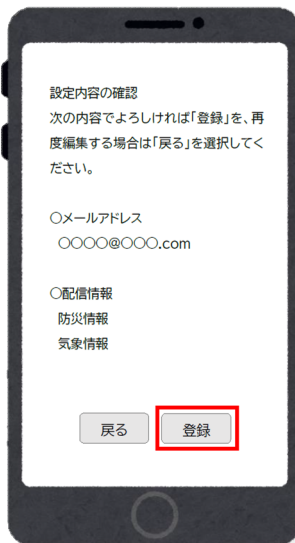 設定内容の確認
次の内容でよろしければ「登録」を、再
度編集する場合は「戻る」を選択してく
ださい。
○メールアドレス
○○○○@○○○.com
○配信情報
防災情報
気象情報
戻る
登録